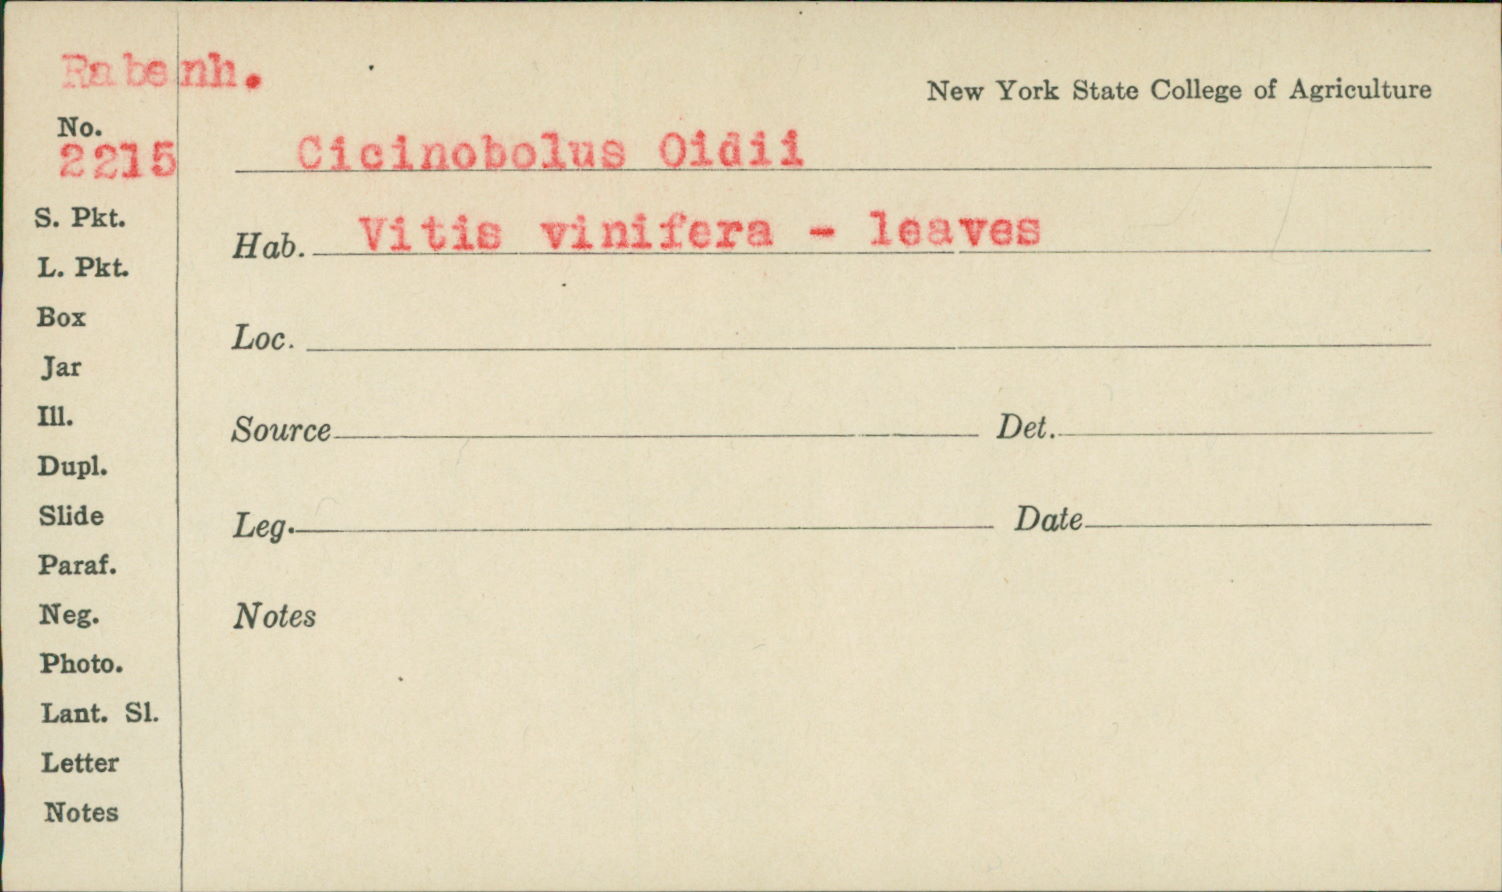 Rabenh.
New York State College of Agriculture
No.
2215
Cicinobolus Oidii
S. Pkt.
Hab. Vitis vinifera - leaves
L. Pkt.
Box
Loc.
Jar
Ill.
Source Det.
Dupl.
Slide
Leg. Date
Paraf.
Neg.
Notes
Photo.
Lant. Sl.
Letter
Notes